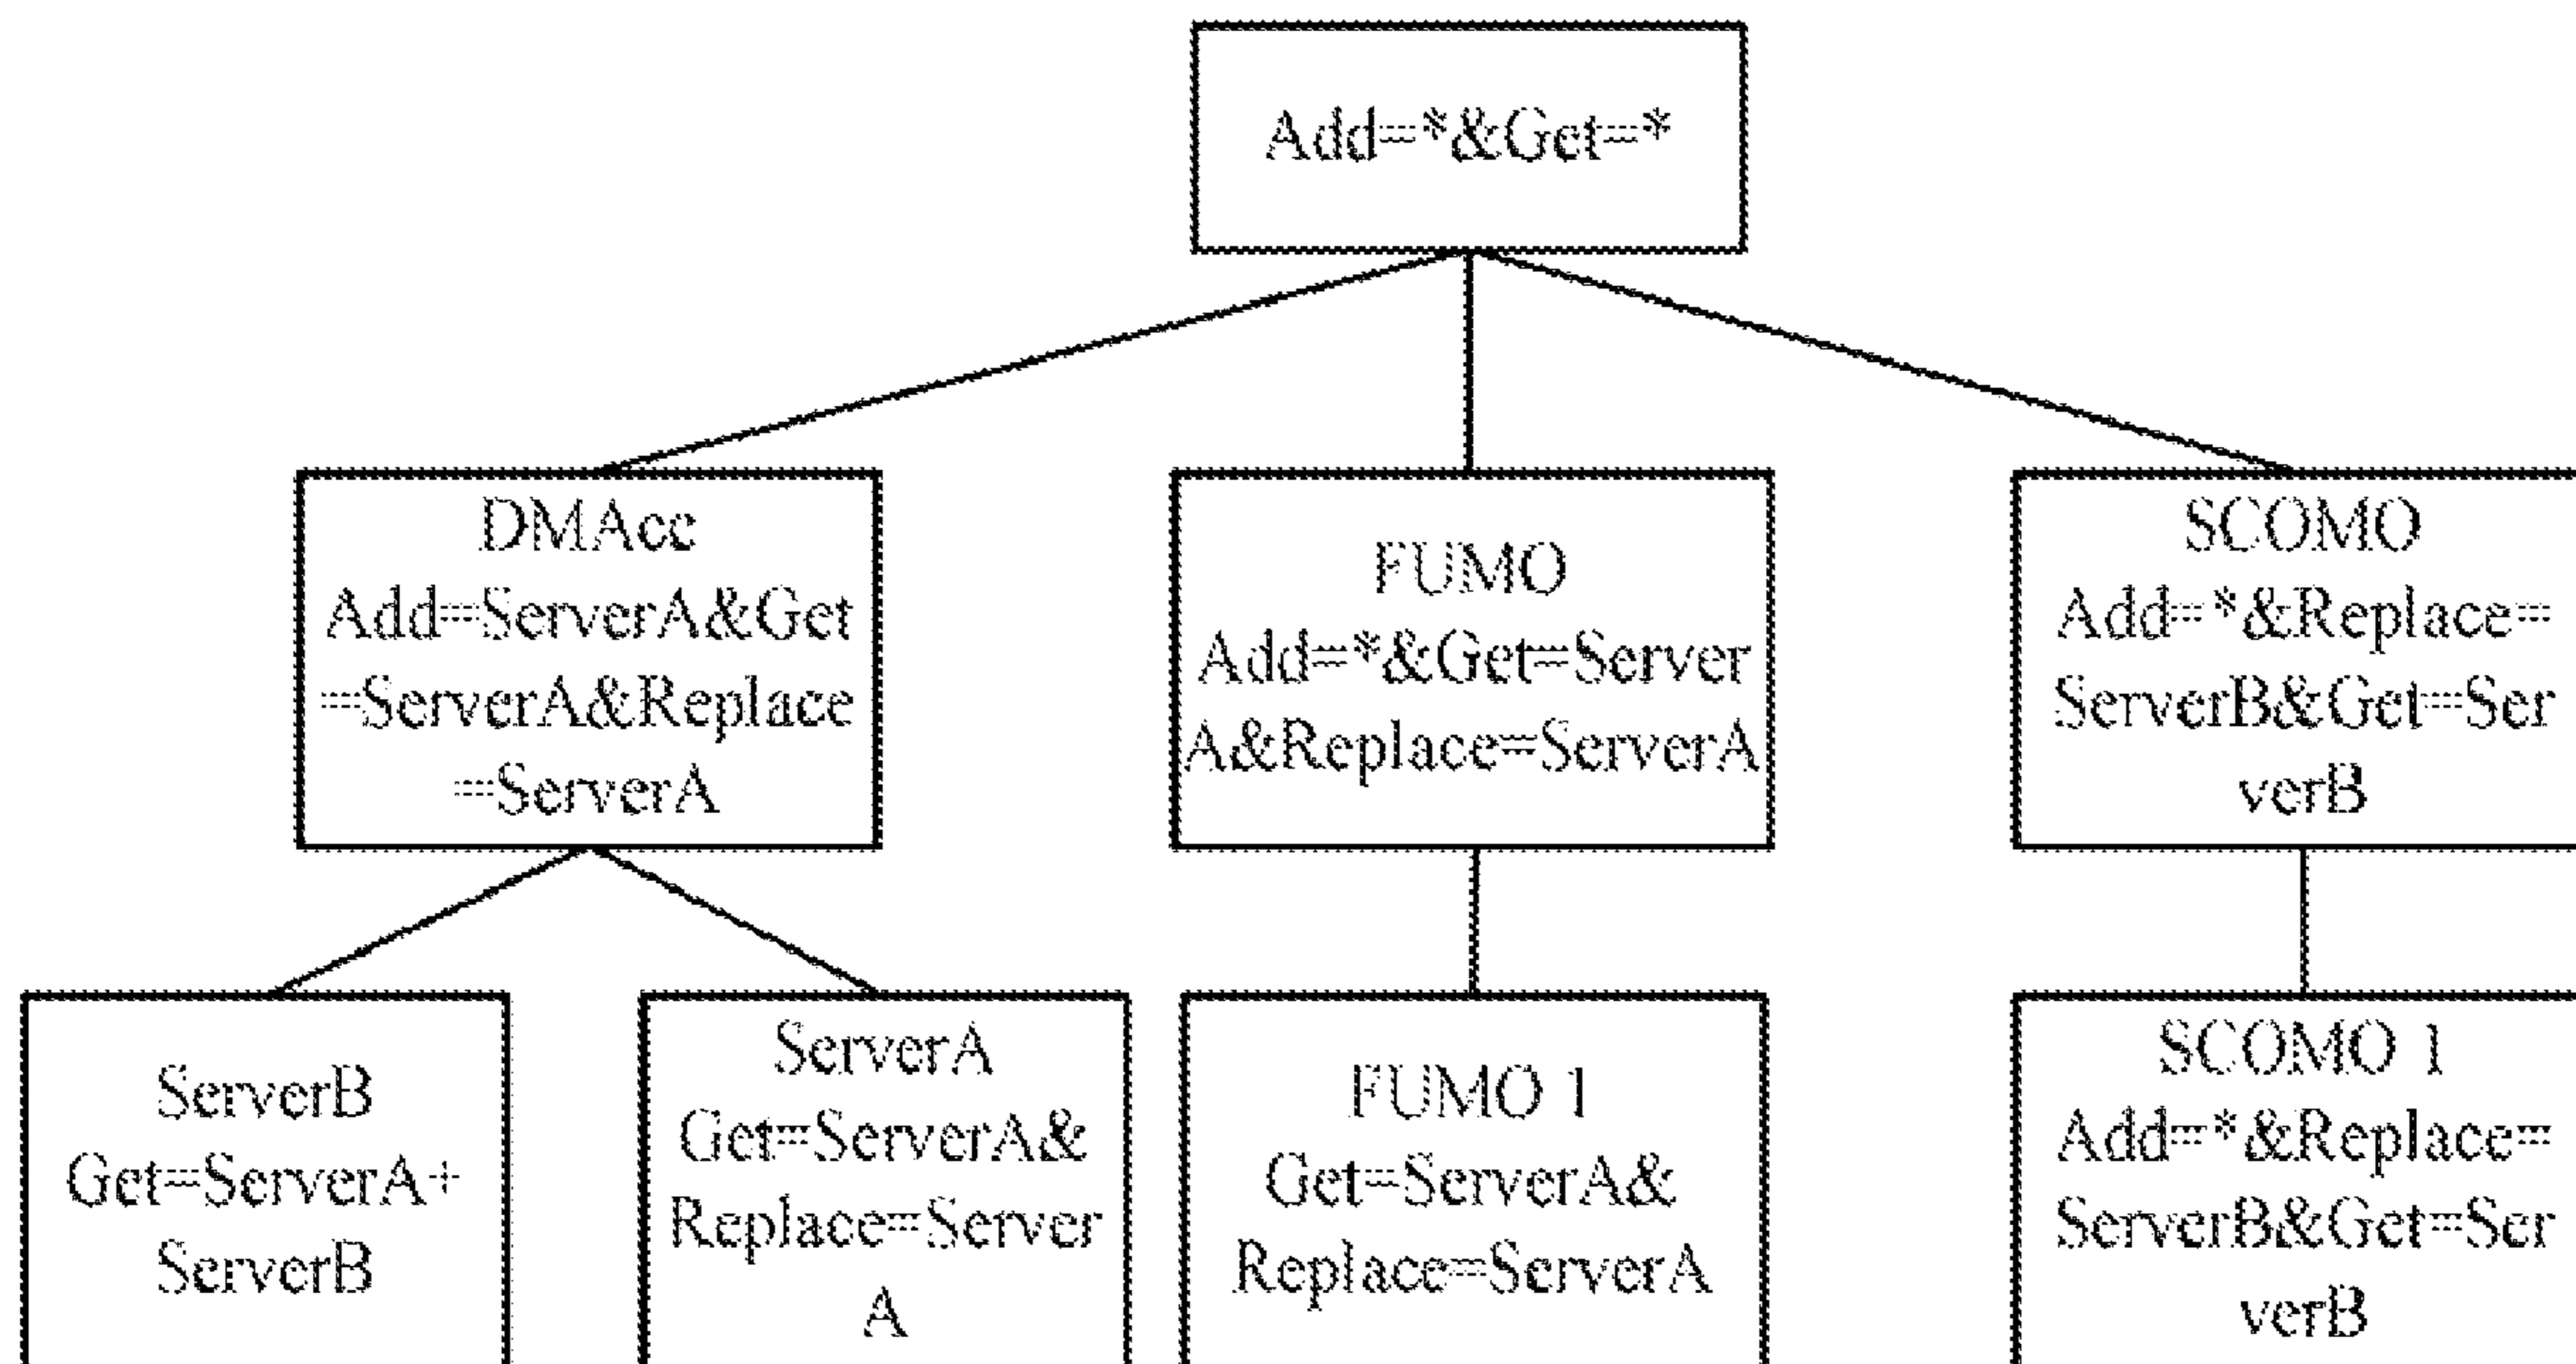 Add=*&Get=*
DMAcc
Add=ServerA&Get
=ServerA&Replace
=ServerA
FUMO
Add=*&Get=Server
A&Replace=ServerA
SCOMO
Add=*&Replace=
ServerB&Get=Ser
verB
ServerB
Get=ServerA+
ServerB
ServerA
Get=ServerA&
Replace=Server
A
FUMO 1
Get=ServerA&
Replace=ServerA
SCOMO 1
Add=*&Replace=
ServerB&Get=Ser
verB